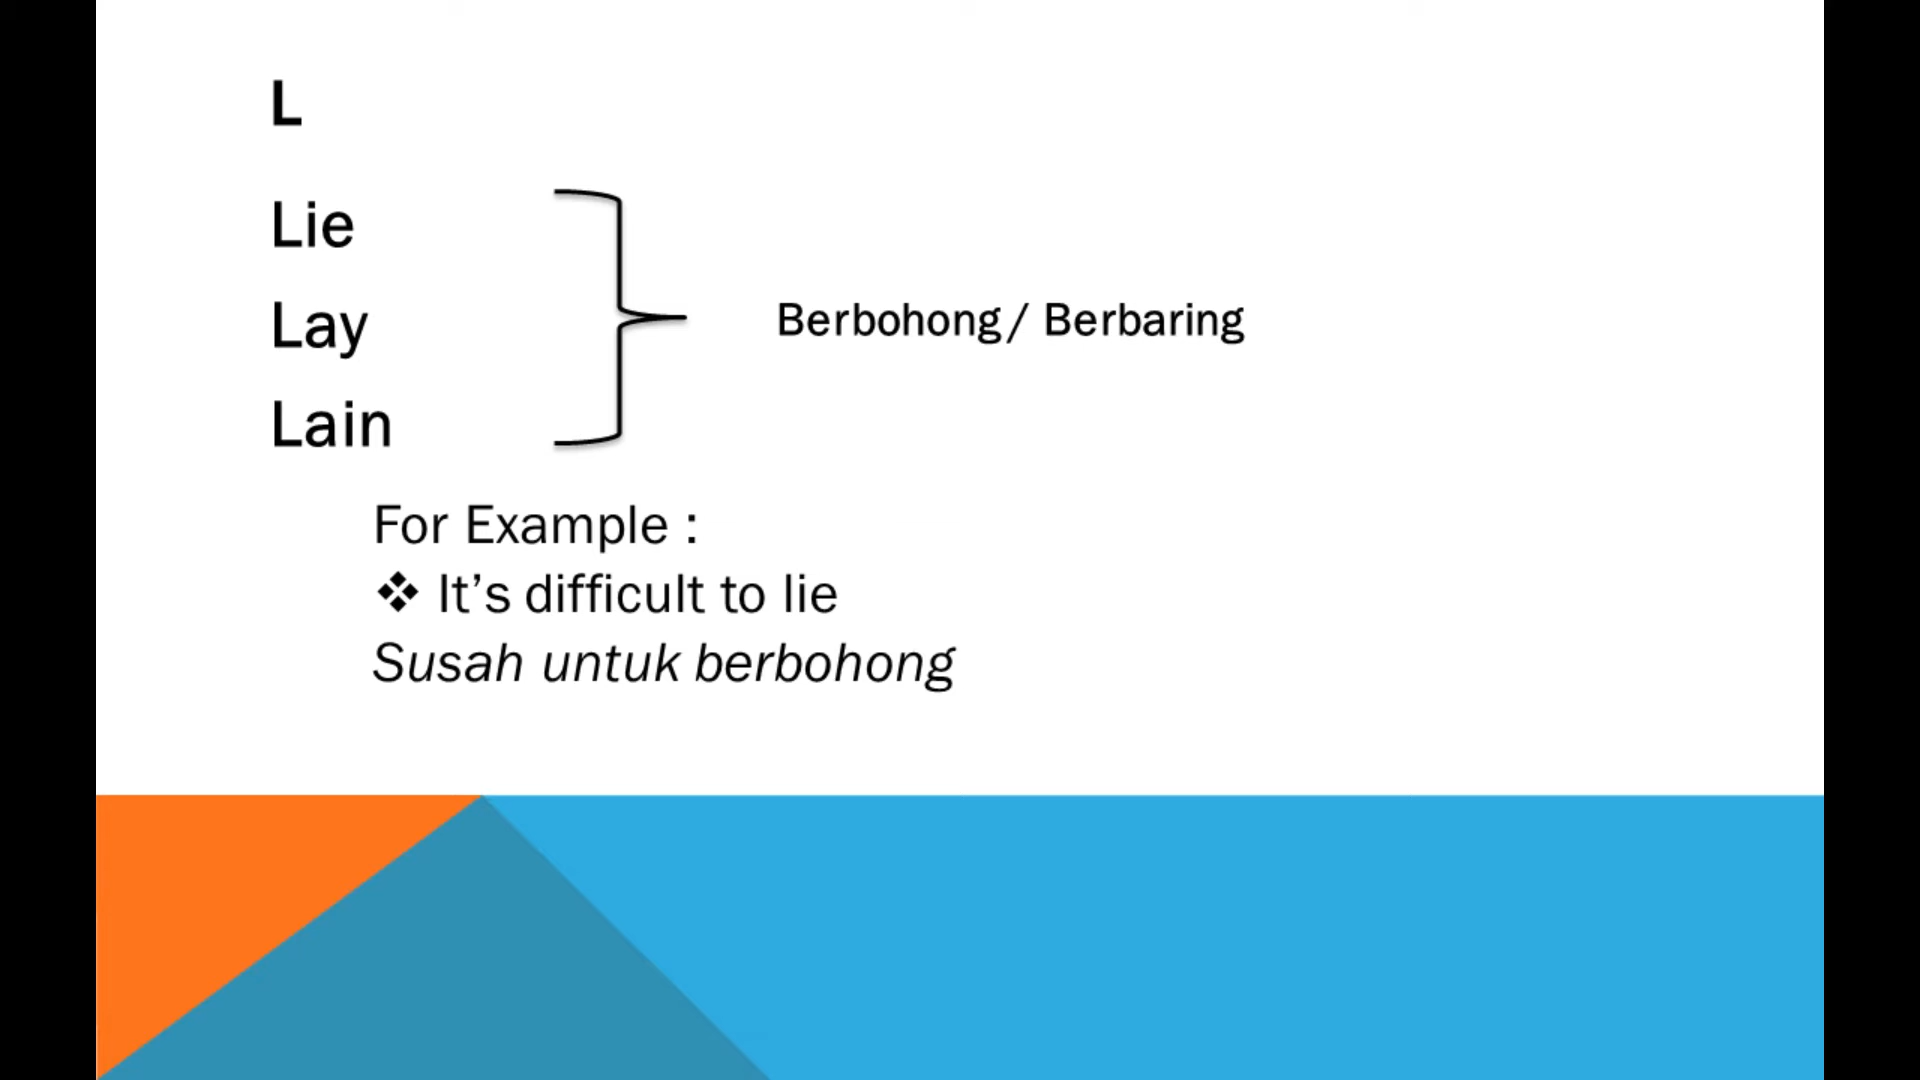 L
Lie
Lay
Berbohong/ Berbaring
Lain
For Example :
❖ It’s difficult to lie
Susah untuk berbohong